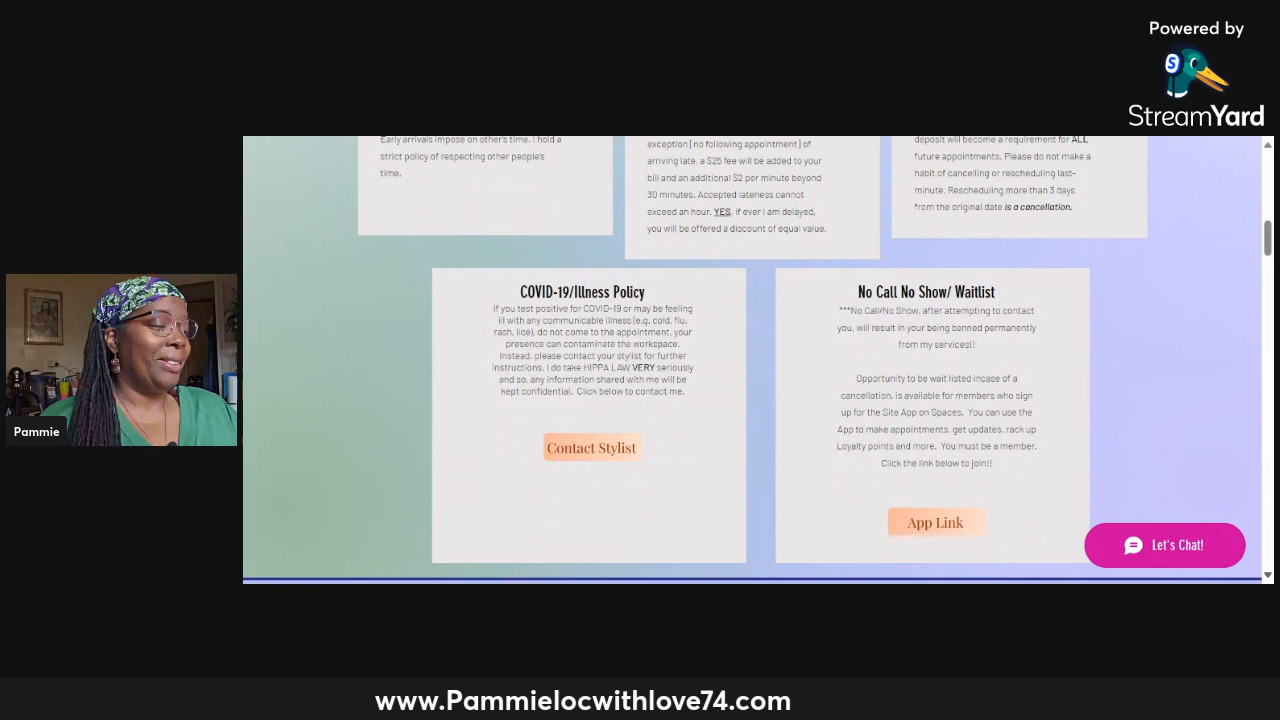 Powered by
S
StreamYard
Early arrivals impose on other's time. I hold a
strict policy of respecting other people's
time.
exception [ no following appointment] of
arriving late, a $25 fee will be added to your
bill and an additional $2 per minute beyond
30 minutes. Accepted lateness cannot
exceed an hour. YES, if ever I am delayed,
you will be offered a discount of equal value.
deposit will become a requirement for ALL
future appointments. Please do not make a
habit of cancelling or rescheduling last-
minute. Rescheduling more than 3 days
from the original date is a cancellation.
COVID-19/Illness Policy
If you test positive for COVID-19 or may be feeling
ill with any communicable illness (e.g. cold, flu,
rash, lice), do not come to the appointment, your
presence can contaminate the workspace.
Instead, please contact your stylist for further
instructions. I do take HIPPA LAW VERY seriously
and so, any information shared with me will be
kept confidential. Click below to contact me.
Contact Stylist
No Call No Show/ Waitlist
***No Call/No Show, after attempting to contact
you, will result in your being banned permanently
from my services!!
Opportunity to be wait listed incase of a
cancellation, is available for members who sign
up for the Site App on Spaces. You can use the
App to make appointments, get updates, rack up
Loyalty points and more. You must be a member.
Click the link below to join!!
App Link
Let's Chat!
Pammie
www.Pammielocwithlove74.com